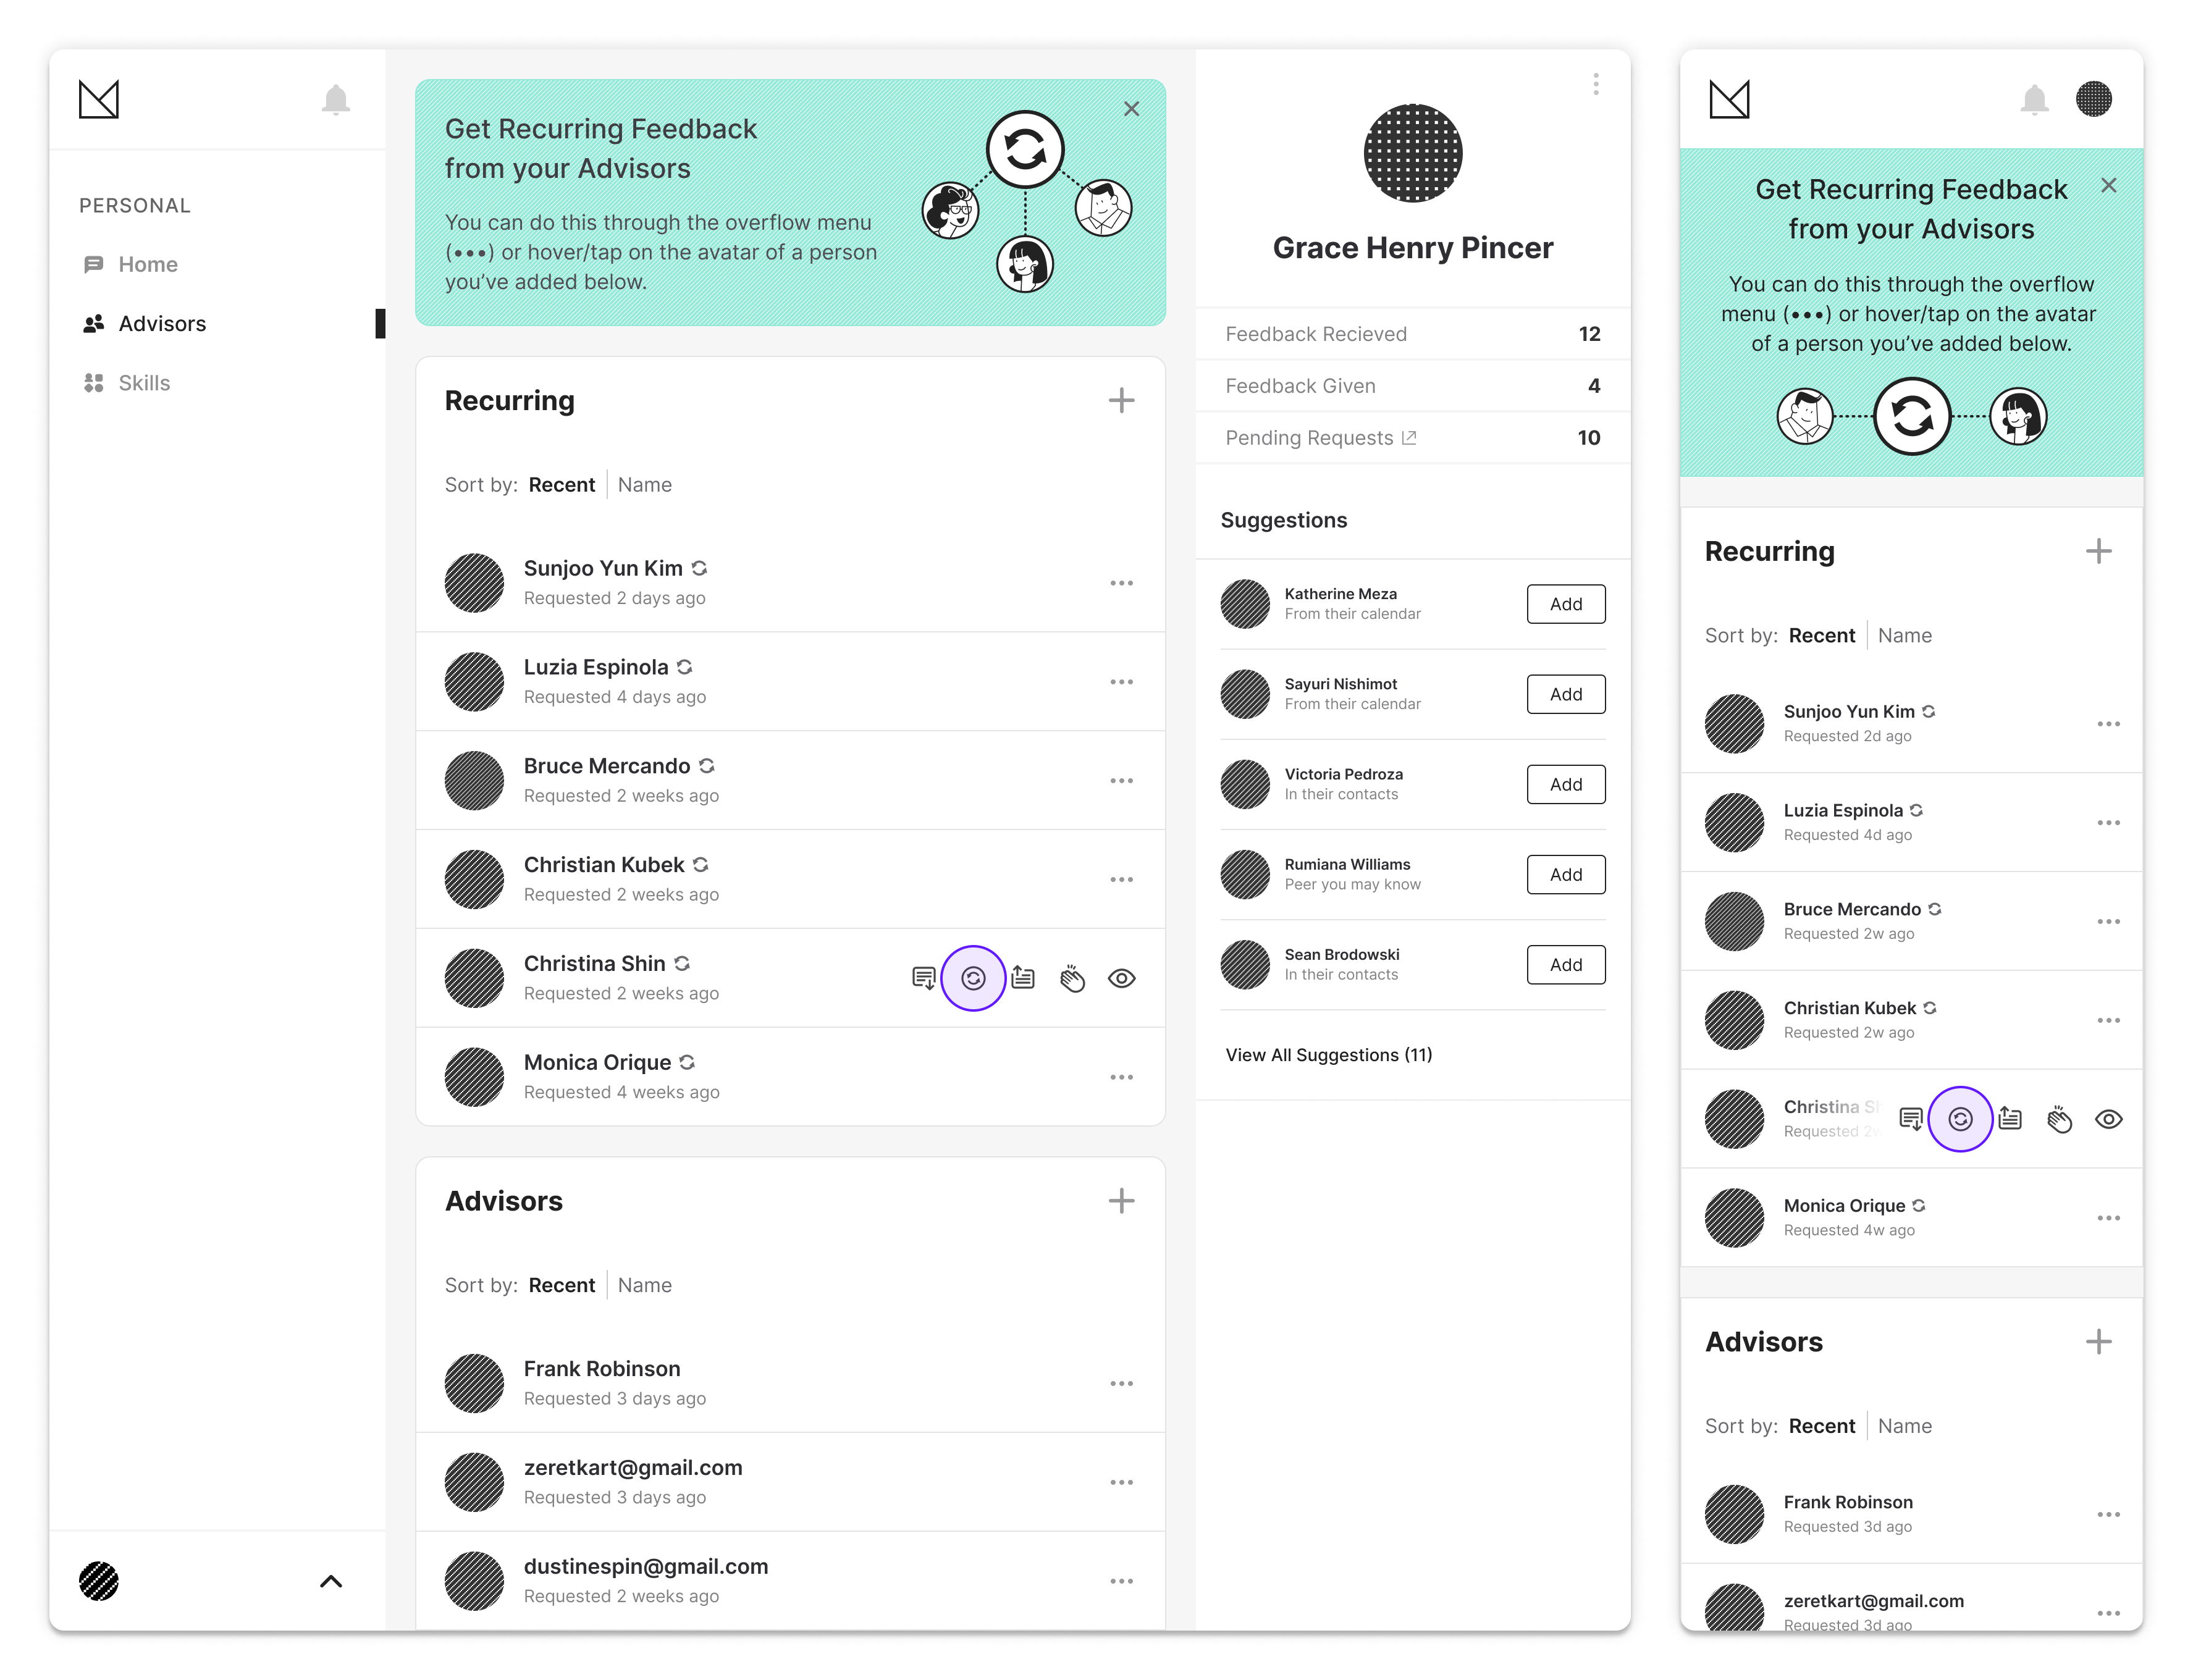 PERSONAL
Home
Advisors
Skills
Get Recurring Feedback
from your Advisors
You can do this through the overflow menu
(•••) or hover/tap on the avatar of a person
you’ve added below.
Recurring
Sort by: Recent Name
Sunjoo Yun Kim
Requested 2 days ago
Luzia Espinola
Requested 4 days ago
Bruce Mercando
Requested 2 weeks ago
Christian Kubek
Requested 2 weeks ago
Christina Shin
Requested 2 weeks ago
Monica Orique
Requested 4 weeks ago
Advisors
Sort by: Recent Name
Frank Robinson
Requested 3 days ago
zeretkart@gmail.com
Requested 3 days ago
dustinespin@gmail.com
Requested 2 weeks ago
Grace Henry Pincer
Feedback Recieved 12
Feedback Given 4
Pending Requests 10
Suggestions
Katherine Meza
From their calendar
Add
Sayuri Nishimot
From their calendar
Add
Victoria Pedroza
In their contacts
Add
Rumiana Williams
Peer you may know
Add
Sean Brodowski
In their contacts
Add
View All Suggestions (11)
Get Recurring Feedback
from your Advisors
You can do this through the overflow
menu (•••) or hover/tap on the avatar
of a person you’ve added below.
Recurring
Sort by: Recent Name
Sunjoo Yun Kim
Requested 2d ago
Luzia Espinola
Requested 4d ago
Bruce Mercando
Requested 2w ago
Christian Kubek
Requested 2w ago
Christina Sh
Requested 2w
Monica Orique
Requested 4w ago
Advisors
Sort by: Recent Name
Frank Robinson
Requested 3d ago
zeretkart@gmail.com
Requested 3d ago